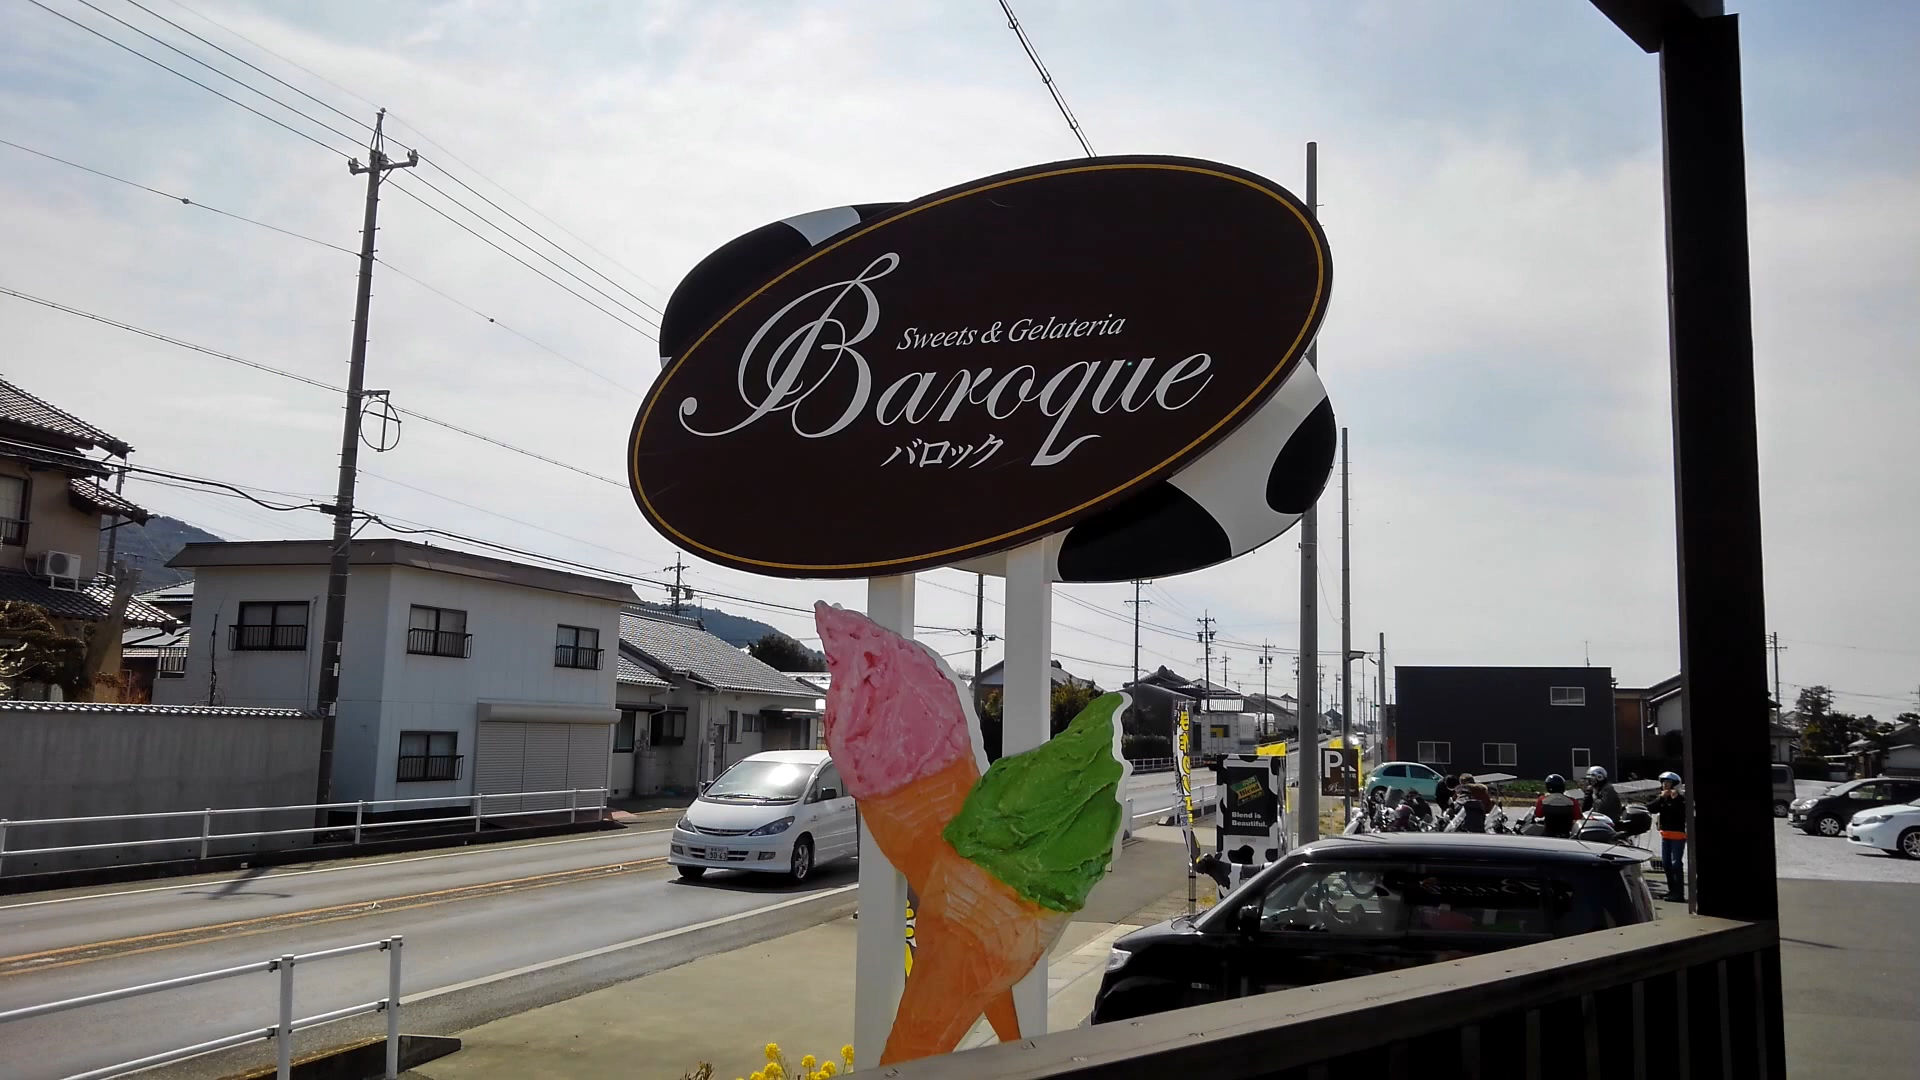 Sweets & Gelateria
Baroque
バロック
P
Blend is
Beautiful.